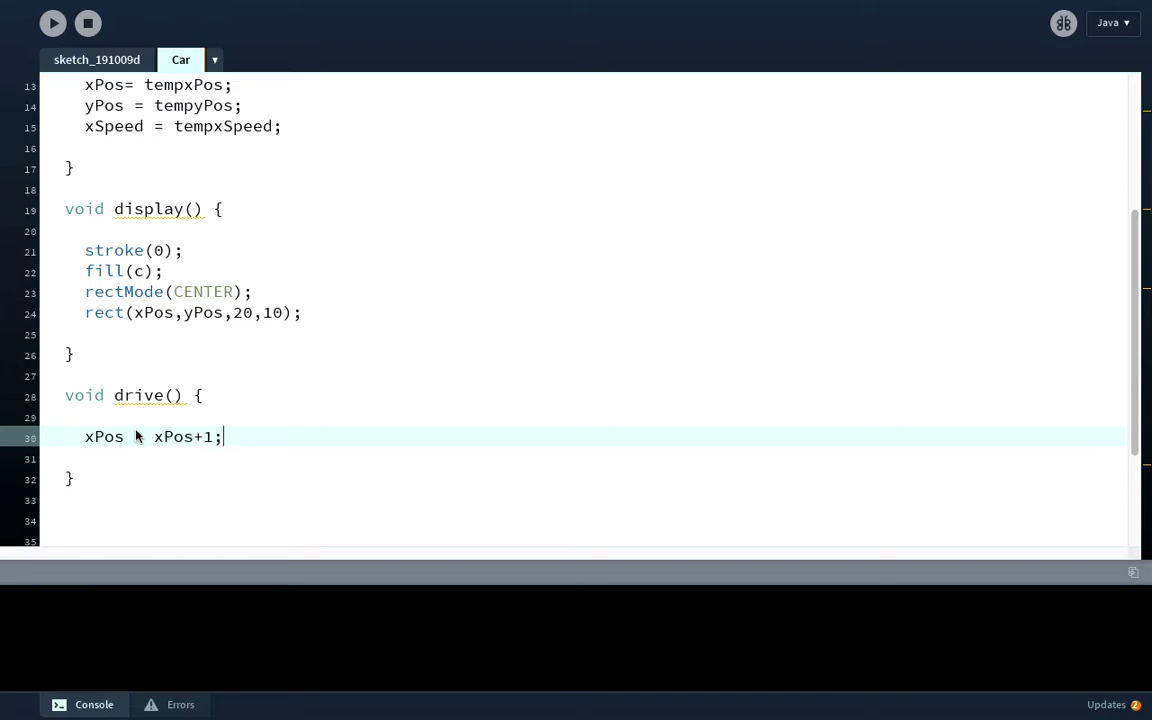 Java ▾
sketch_191009d Car ▾
13 xPos= tempxPos;
14 yPos = tempyPos;
15 xSpeed = tempxSpeed;
16
17 }
18
19 void display() {
20
21 stroke(0);
22 fill(c);
23 rectMode(CENTER);
24 rect(xPos,yPos,20,10);
25
26 }
27
28 void drive() {
29
30 xPos xPos+1;
31
32 }
33
34
35
Console Errors Updates 2